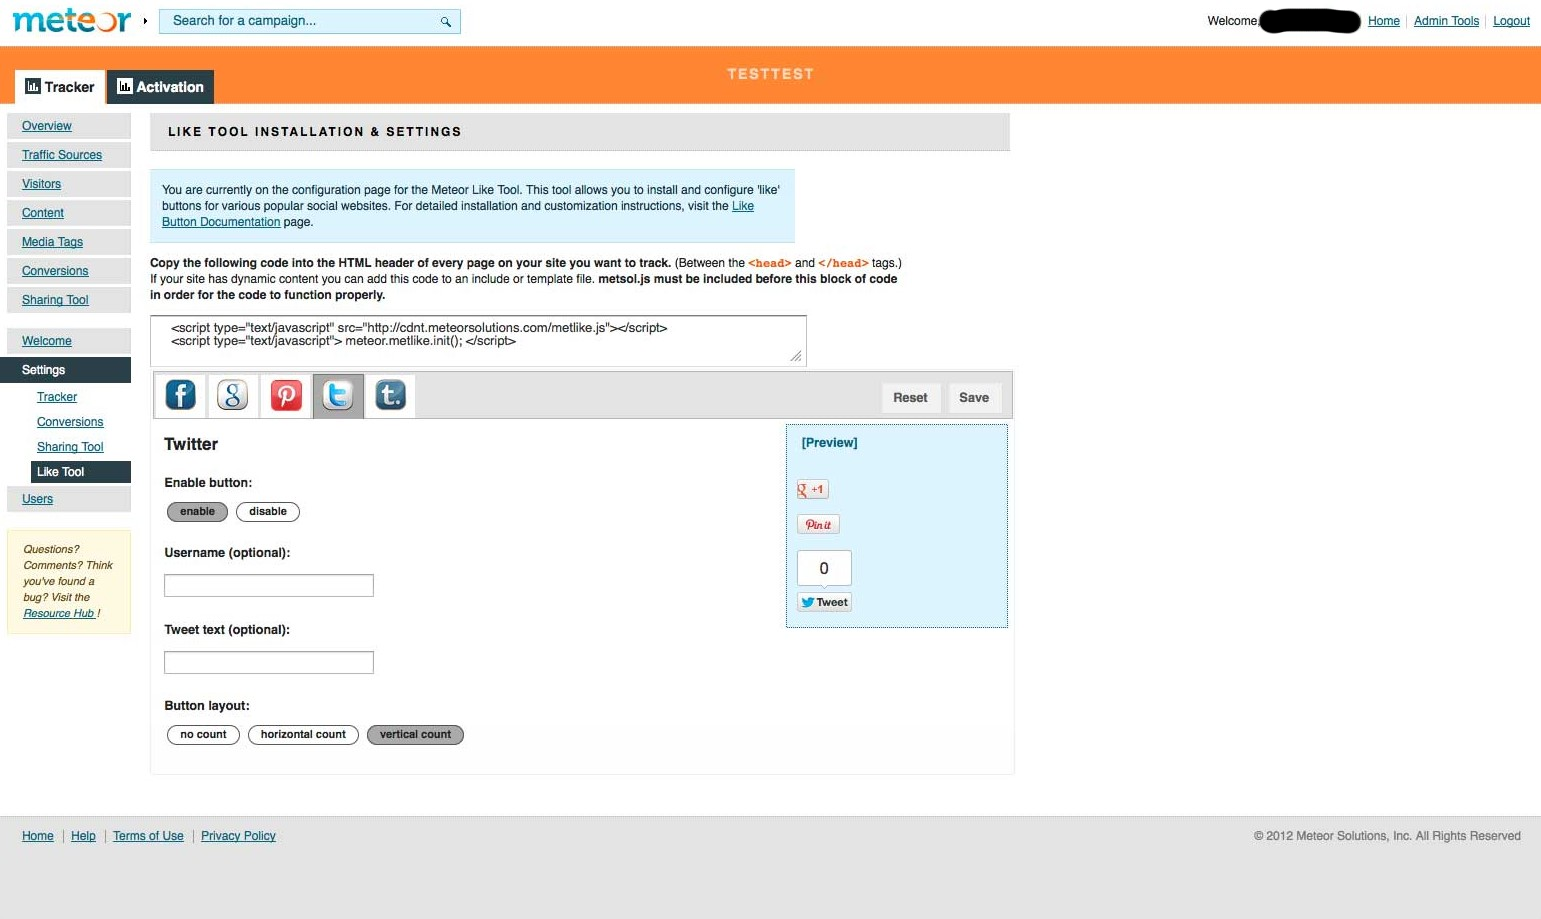 meteor
Search for a campaign...
Welcome,
Home
Admin Tools
Logout
TESTTEST
Tracker
Activation
Overview
Traffic Sources
Visitors
Content
Media Tags
Conversions
Sharing Tool
Welcome
Settings
Tracker
Conversions
Sharing Tool
Like Tool
Users
Questions?
Comments? Think
you've found a
bug? Visit the
Resource Hub !
LIKE TOOL INSTALLATION & SETTINGS
You are currently on the configuration page for the Meteor Like Tool. This tool allows you to install and configure 'like'
buttons for various popular social websites. For detailed installation and customization instructions, visit the Like
Button Documentation page.
Copy the following code into the HTML header of every page on your site you want to track. (Between the <head> and </head> tags.)
If your site has dynamic content you can add this code to an include or template file. metsol.js must be included before this block of code
in order for the code to function properly.
<script type="text/javascript" src="http://cdnt.meteorsolutions.com/metlike.js"></script>
<script type="text/javascript"> meteor.metlike.init(); </script>
f
g
P
t
t.
Reset
Save
Twitter
Enable button:
enable
disable
Username (optional):
Tweet text (optional):
Button layout:
no count
horizontal count
vertical count
[Preview]
g +1
Pin it
0
Tweet
Home
Help
Terms of Use
Privacy Policy
© 2012 Meteor Solutions, Inc. All Rights Reserved